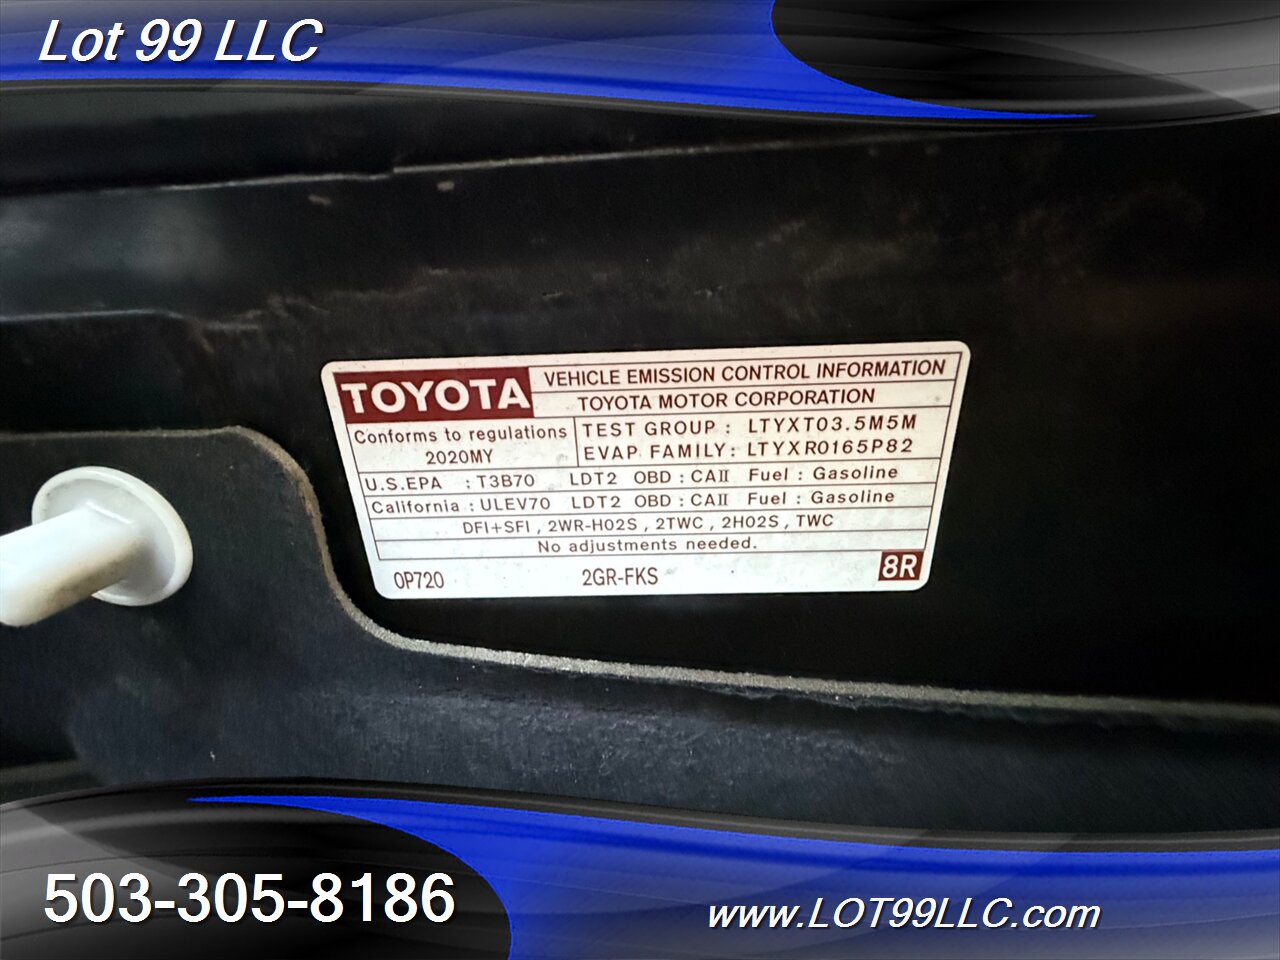 Lot 99 LLC
TOYOTA
VEHICLE EMISSION CONTROL INFORMATION
TOYOTA MOTOR CORPORATION
Conforms to regulations
2020MY
TEST GROUP : LTYXT03.5M5M
EVAP FAMILY : LTYXR0165P82
U.S.EPA : T3B70 LDT2 OBD : CAII Fuel : Gasoline
California : ULEV70 LDT2 OBD : CAII Fuel : Gasoline
DFI+SFI , 2WR-HO2S , 2TWC , 2HO2S , TWC
No adjustments needed.
0P720 2GR-FKS 8R
503-305-8186 www.LOT99LLC.com